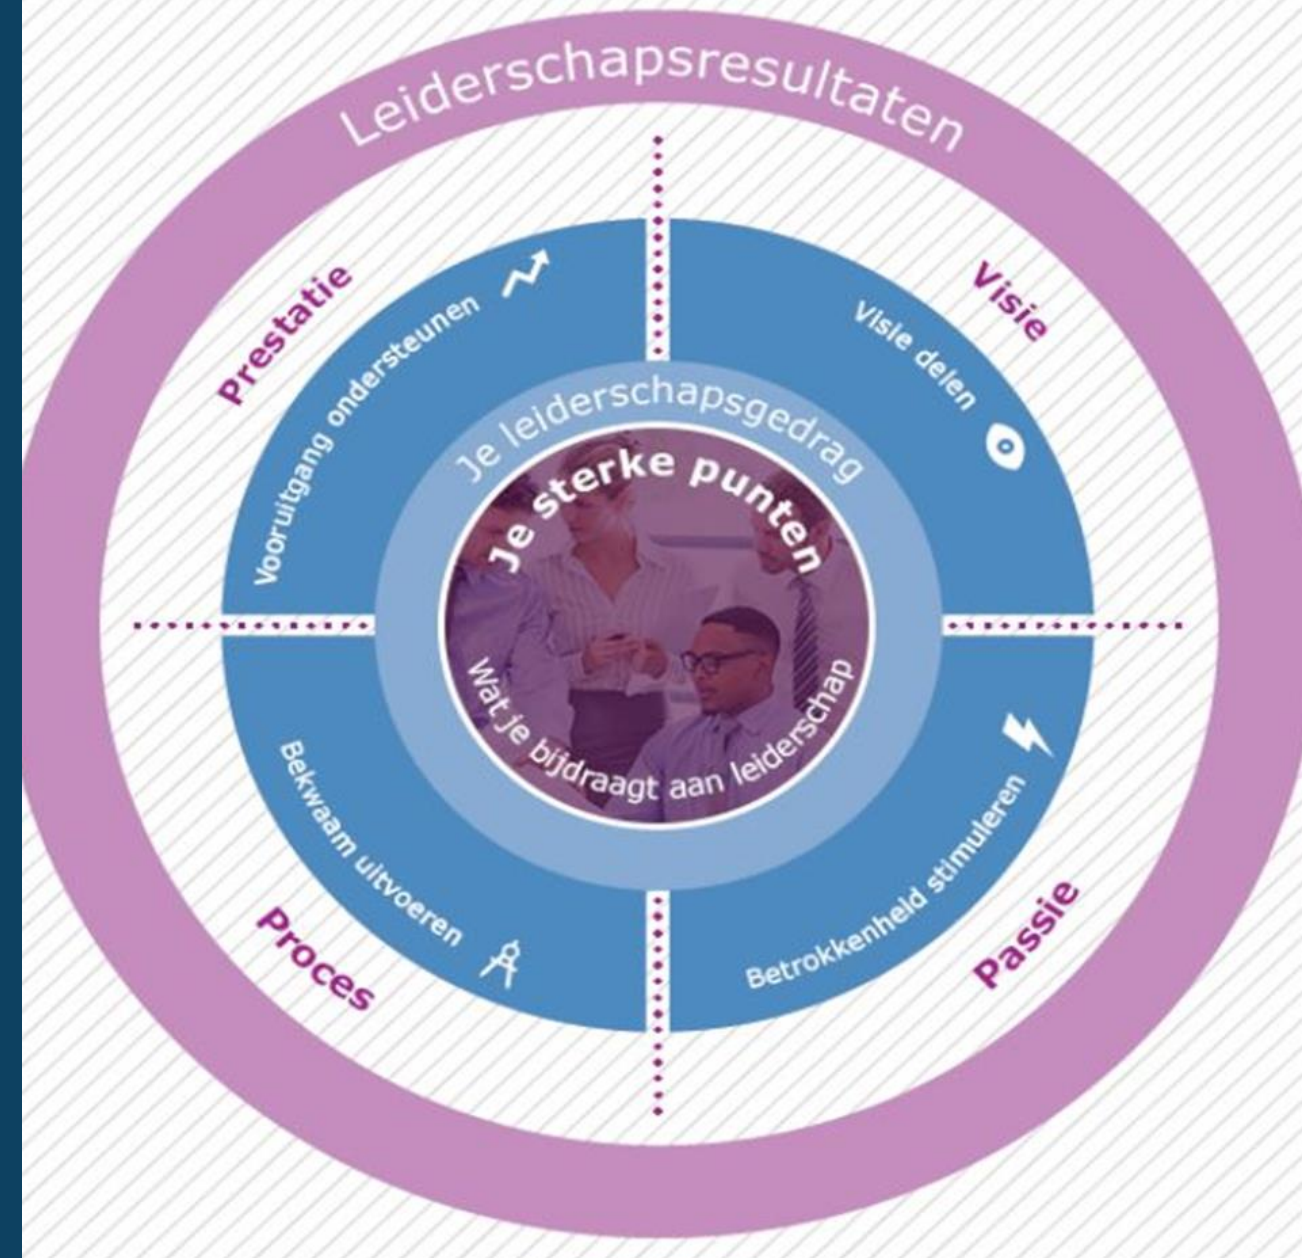 Leiderschapsresultaten
Prestatie
Visie
Vooruitgang ondersteunen
Visie delen
Je leiderschapsgedrag
Je sterke punten
Wat je bijdraagt aan leiderschap
Bekwaam uitvoeren
Betrokkenheid stimuleren
Proces
Passie